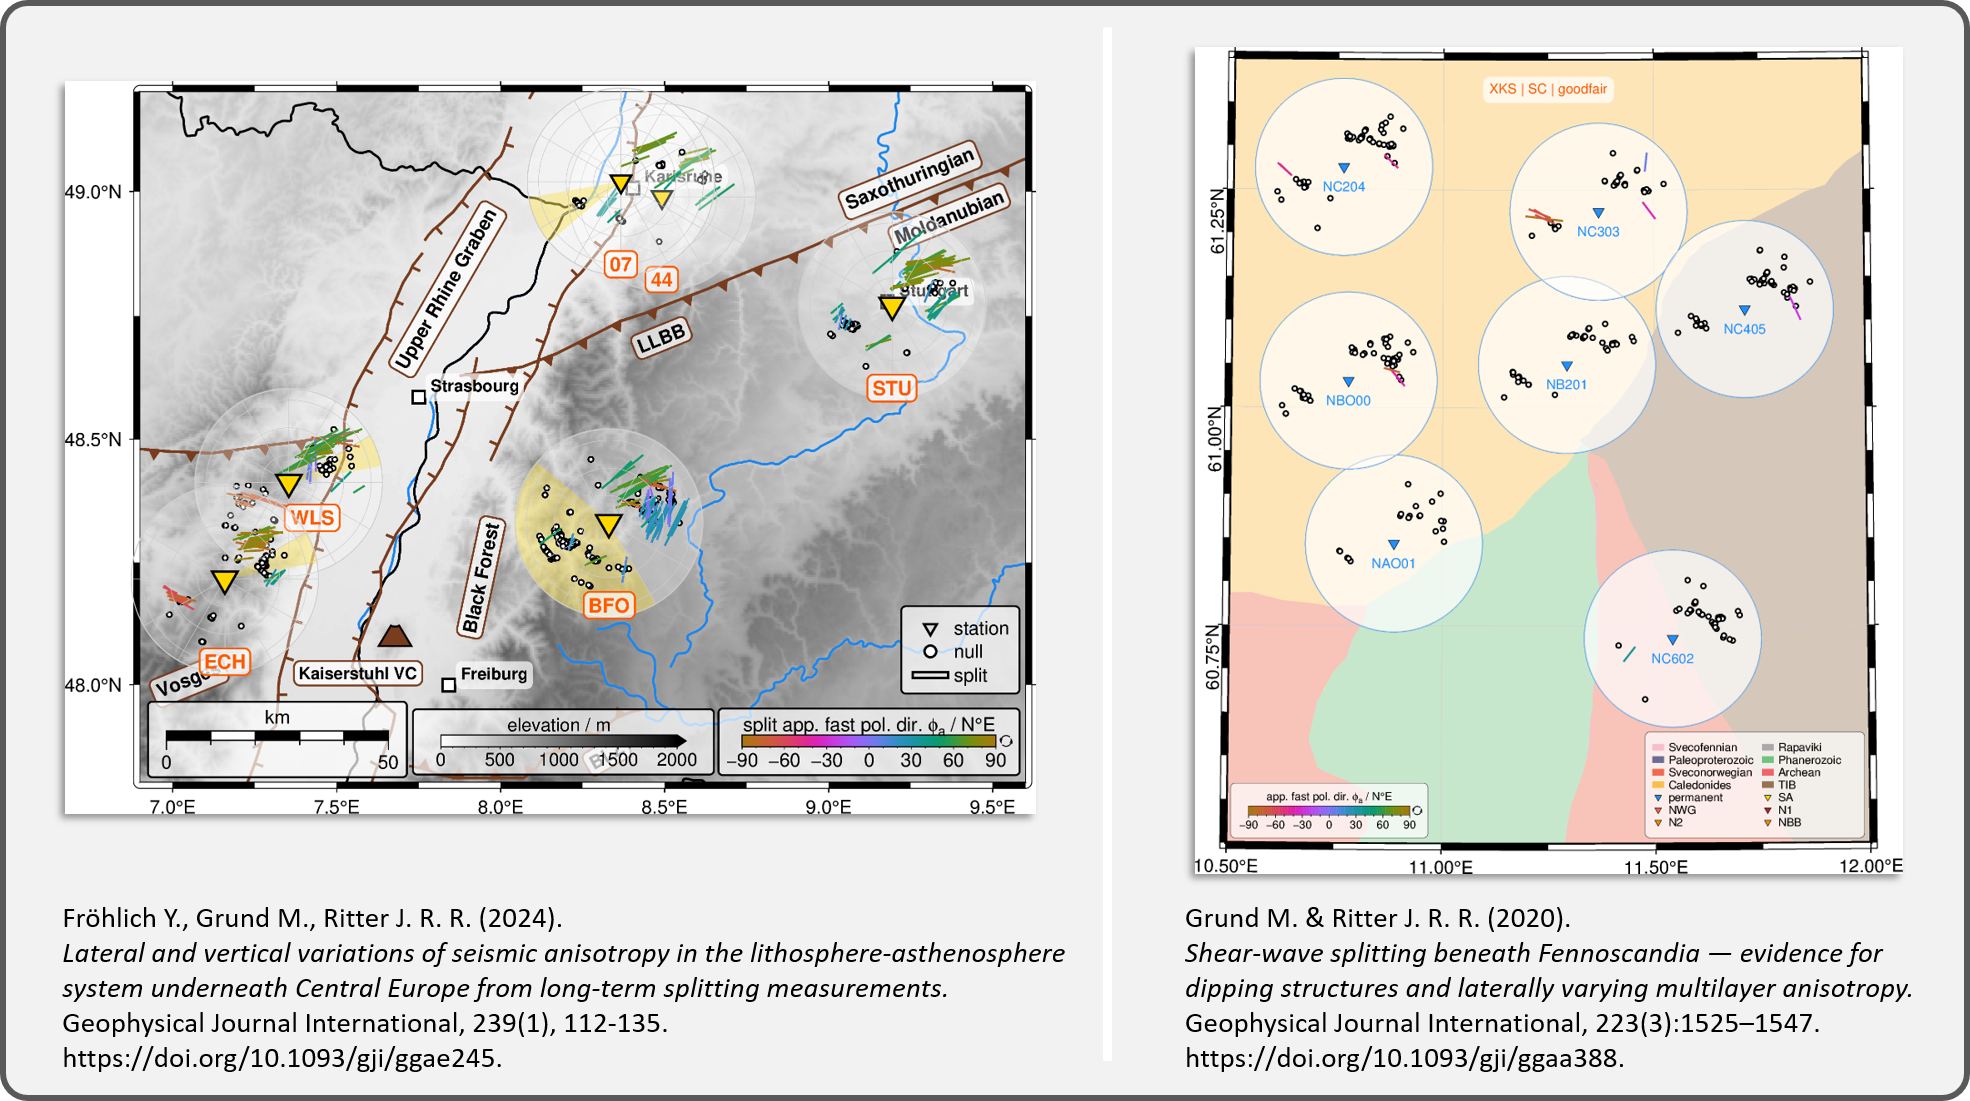 49.0°N
48.5°N
48.0°N
7.0°E
7.5°E
8.0°E
8.5°E
9.0°E
9.5°E
Karlsruhe
Saxothuringian
Moldanubian
Upper Rhine Graben
07
44
Stuttgart
LLBB
STU
Strasbourg
WLS
Black Forest
BFO
ECH
Vosges
Kaiserstuhl VC
Freiburg
station
null
split
km
0 50
elevation / m
0 500 1000 1500 2000
split app. fast pol. dir. ϕa / N°E
−90 −60 −30 0 30 60 90
Fröhlich Y., Grund M., Ritter J. R. R. (2024).
Lateral and vertical variations of seismic anisotropy in the lithosphere-asthenosphere
system underneath Central Europe from long-term splitting measurements.
Geophysical Journal International, 239(1), 112-135.
https://doi.org/10.1093/gji/ggae245.
XKS | SC | goodfair
61.25°N
61.00°N
60.75°N
10.50°E
11.00°E
11.50°E
12.00°E
NC204
NC303
NC405
NBO00
NB201
NAO01
NC602
app. fast pol. dir. ϕa / N°E
−90 −60 −30 0 30 60 90
Svecofennian
Paleoproterozoic
Sveconorwegian
Caledonides
permanent
NWG
N2
Rapaviki
Phanerozoic
Archean
TIB
SA
N1
NBB
Grund M. & Ritter J. R. R. (2020).
Shear-wave splitting beneath Fennoscandia — evidence for
dipping structures and laterally varying multilayer anisotropy.
Geophysical Journal International, 223(3):1525–1547.
https://doi.org/10.1093/gji/ggaa388.